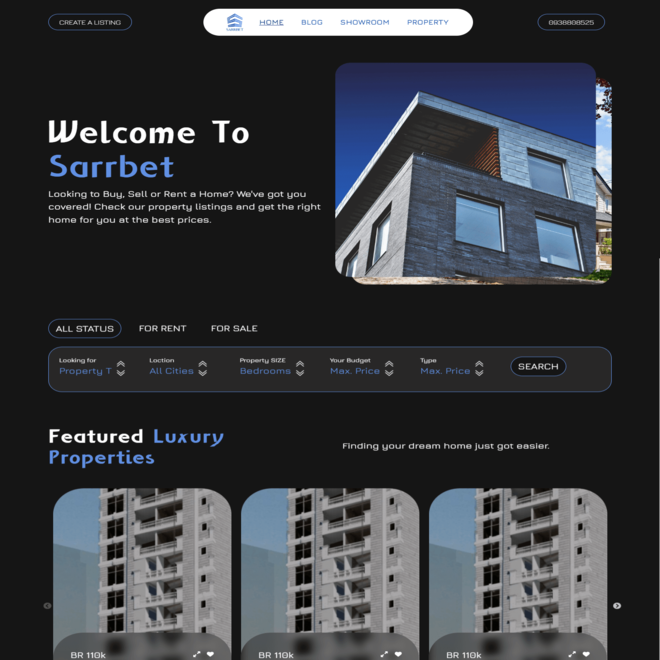 CREATE A LISTING
LUXRBET
HOME
BLOG
SHOWROOM
PROPERTY
0938808525
Welcome To
Sarrbet
Looking to Buy, Sell or Rent a Home? We've got you
covered! Check our property listings and get the right
home for you at the best prices.
ALL STATUS
FOR RENT
FOR SALE
Looking for
Loction
Property SIZE
Your Budget
Type
Property T
All Cities
Bedrooms
Max. Price
Max. Price
SEARCH
Featured Luxury
Properties
Finding your dream home just got easier.
BR 110k
BR 110k
BR 110k